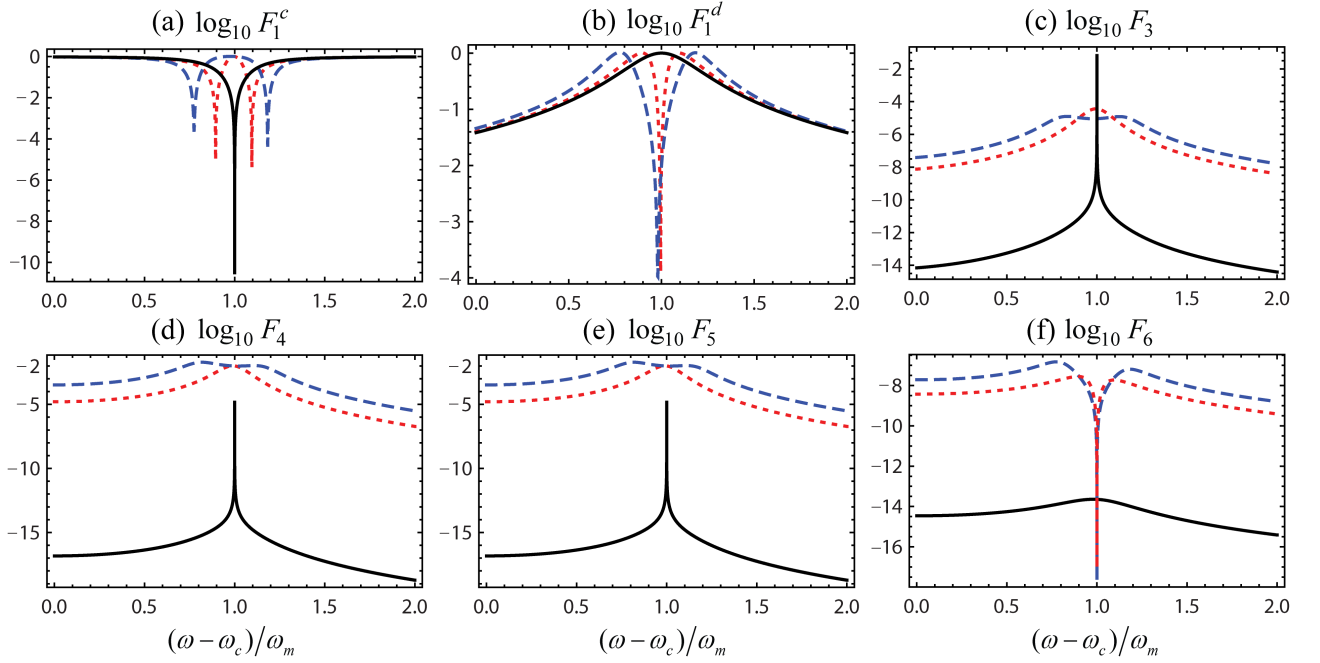 (a) log10 F1^c
0
−2
−4
−6
−8
−10
0.0 0.5 1.0 1.5 2.0
(b) log10 F1^d
0
−1
−2
−3
−4
0.0 0.5 1.0 1.5 2.0
(c) log10 F3
−2
−4
−6
−8
−10
−12
−14
0.0 0.5 1.0 1.5 2.0
(d) log10 F4
−2
−5
−10
−15
0.0 0.5 1.0 1.5 2.0
(ω − ωc)/ωm
(e) log10 F5
−2
−5
−10
−15
0.0 0.5 1.0 1.5 2.0
(ω − ωc)/ωm
(f) log10 F6
−8
−10
−12
−14
−16
0.0 0.5 1.0 1.5 2.0
(ω − ωc)/ωm